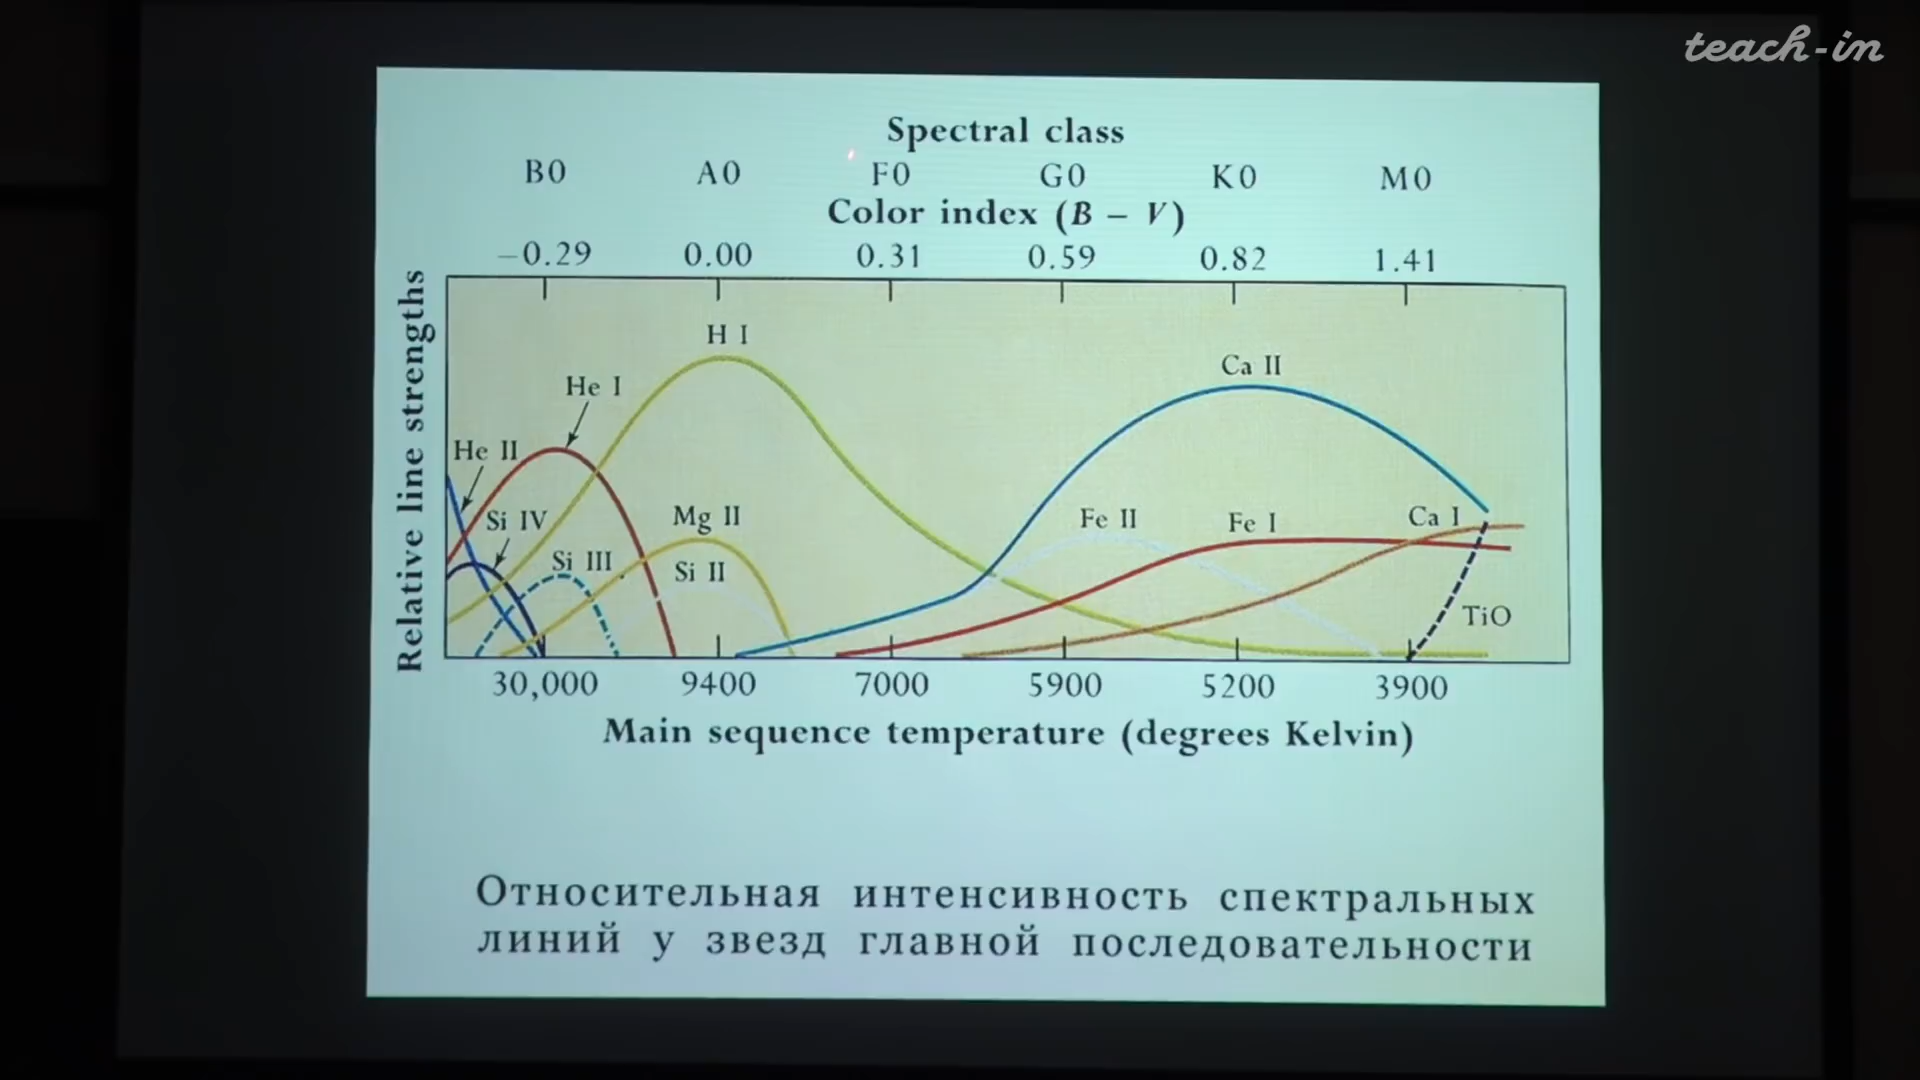 teach-in
Spectral class
B0 A0 F0 G0 K0 M0
Color index (B – V)
−0.29 0.00 0.31 0.59 0.82 1.41
Relative line strengths
H I
Ca II
He I
He II
Si IV
Mg II
Fe II
Fe I
Ca I
Si III
Si II
TiO
30,000 9400 7000 5900 5200 3900
Main sequence temperature (degrees Kelvin)
Относительная интенсивность спектральных
линий у звезд главной последовательности